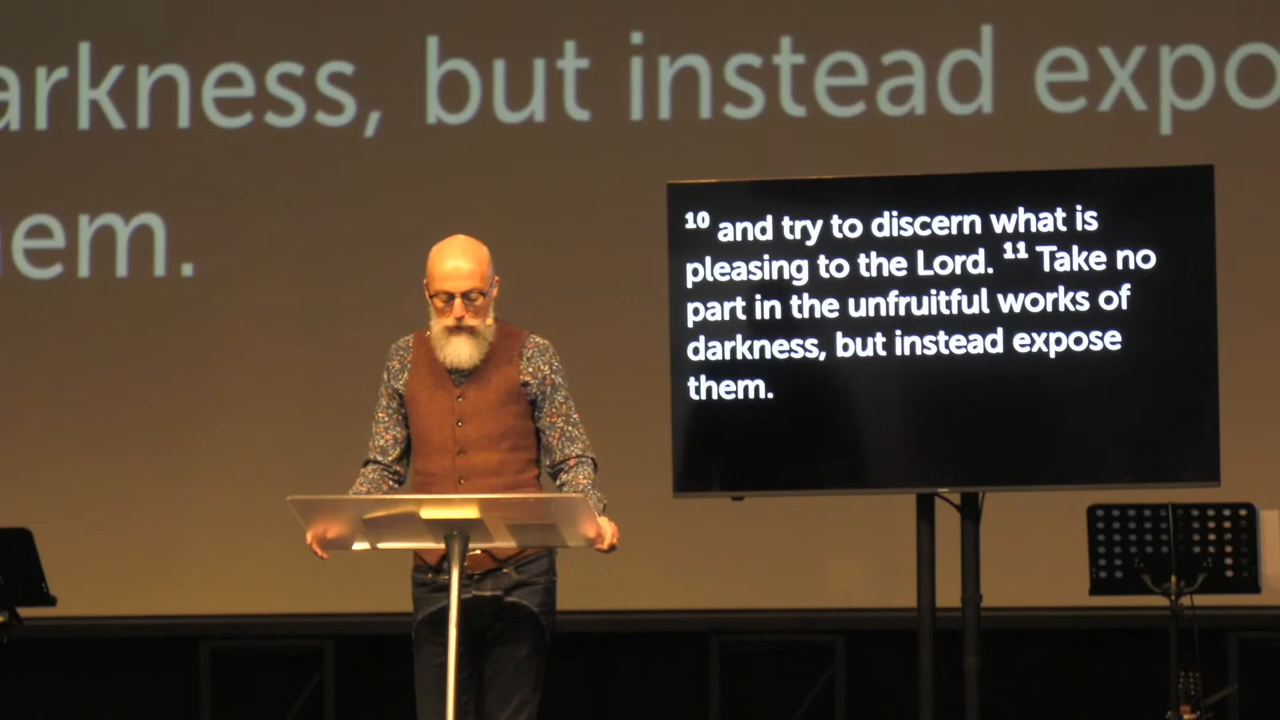 arkness, but instead expo
em.
10 and try to discern what is
pleasing to the Lord. 11 Take no
part in the unfruitful works of
darkness, but instead expose
them.